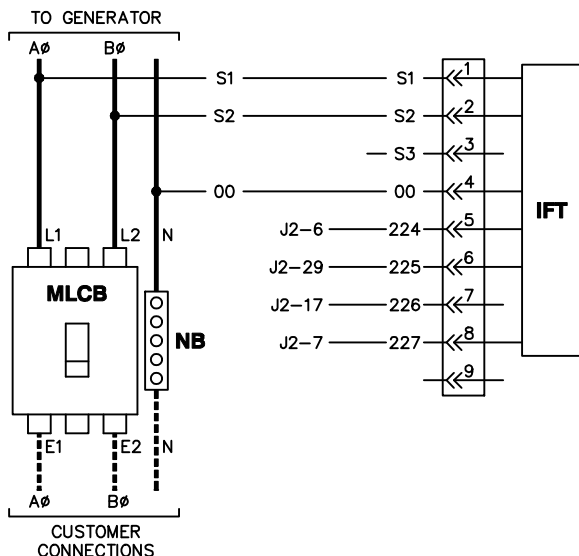 TO GENERATOR
AØ BØ
S1 S1 1
S2 S2 2
S3 3
00 00 4
IFT
L1 L2 N J2-6 224 5
J2-29 225 6
MLCB
J2-17 226 7
NB
J2-7 227 8
9
E1 E2 N
AØ BØ
CUSTOMER
CONNECTIONS